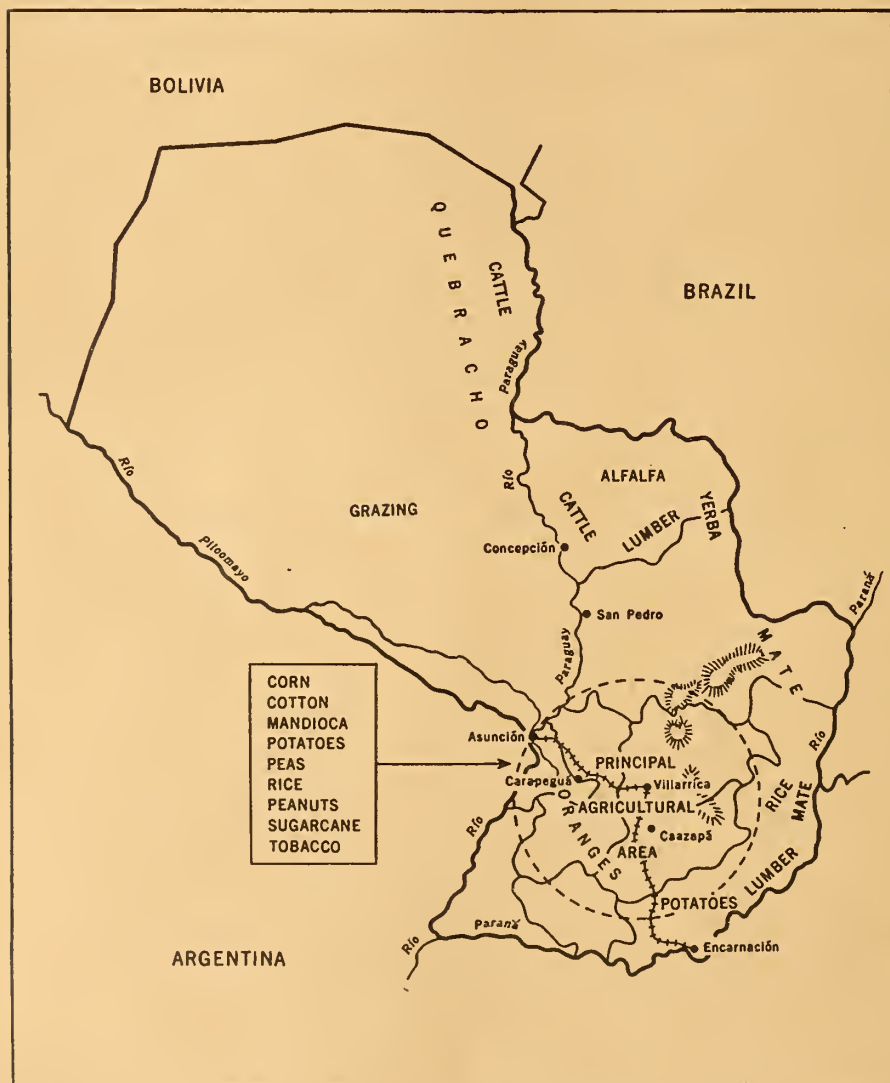 BOLIVIA
QUEBRACHO
CATTLE
BRAZIL
Paraguay
Río
Río
ALFALFA
GRAZING
CATTLE
LUMBER
YERBA
Concepción
Pilcomayo
San Pedro
Paraná
MATE
Paraguay
CORN
COTTON
MANDIOCA
POTATOES
PEAS
RICE
PEANUTS
SUGARCANE
TOBACCO
Asunción
PRINCIPAL
Río
Carapeguá
Villarrica
RICE
MATE
ORANGES
AGRICULTURAL
Río
Caazapá
AREA
LUMBER
POTATOES
Río
Paraná
Encarnación
ARGENTINA